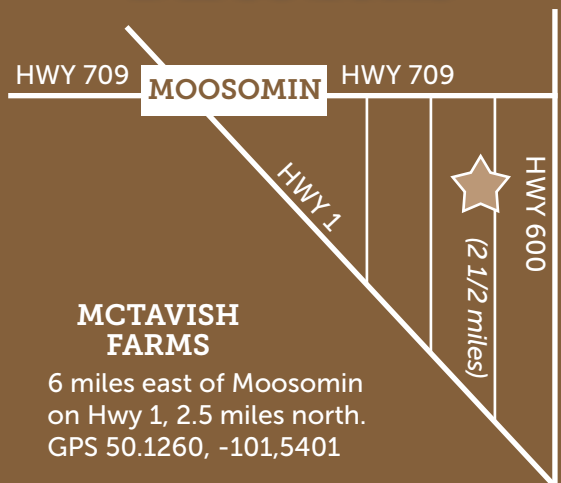 HWY 709
MOOSOMIN
HWY 709
HWY 1
HWY 600
(2 1/2 miles)
MCTAVISH
FARMS
6 miles east of Moosomin
on Hwy 1, 2.5 miles north.
GPS 50.1260, -101,5401